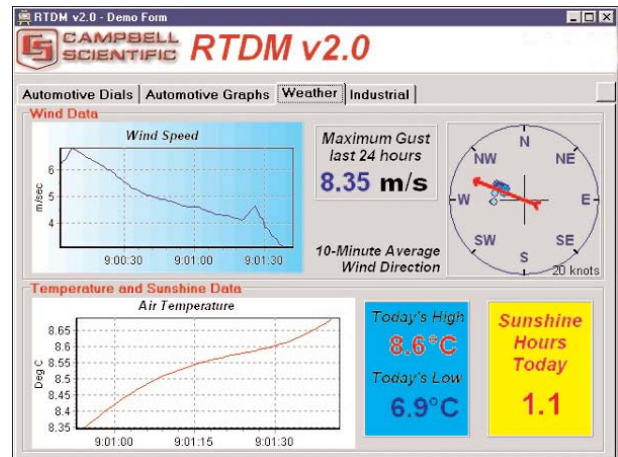 RTDM v2.0 - Demo Form
CAMPBELL
SCIENTIFIC
RTDM v2.0
Automotive Dials
Automotive Graphs
Weather
Industrial
Wind Data
Wind Speed
m/sec
6
5
4
9:00:30
9:01:00
9:01:30
Maximum Gust
last 24 hours
8.35 m/s
10-Minute Average
Wind Direction
N
NW
NE
W
E
SW
SE
S
20 knots
Temperature and Sunshine Data
Air Temperature
Deg C
8.65
8.6
8.55
8.5
8.45
8.4
8.35
9:01:00
9:01:15
9:01:30
Today's High
8.6°C
Today's Low
6.9°C
Sunshine
Hours
Today
1.1